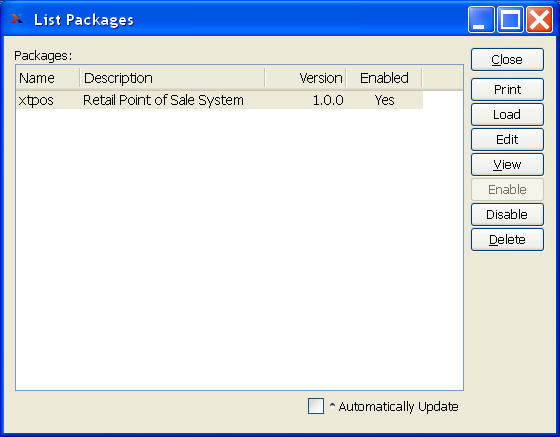 List Packages
Packages:
Name Description Version Enabled
xtpos Retail Point of Sale System 1.0.0 Yes
Close
Print
Load
Edit
View
Enable
Disable
Delete
^ Automatically Update